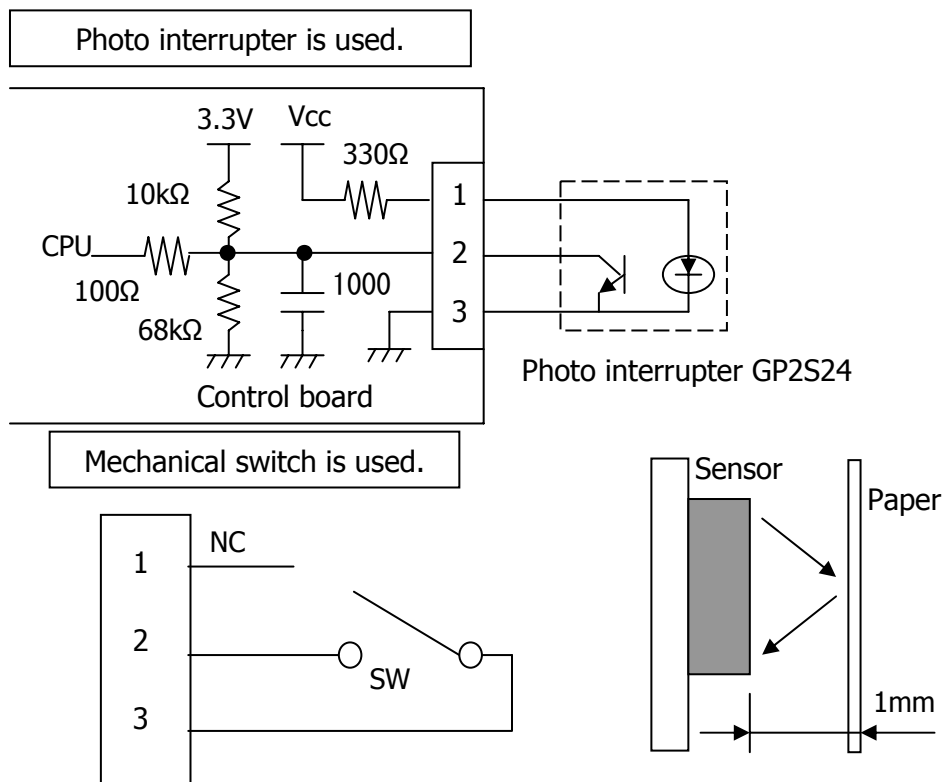 Photo interrupter is used.
3.3V
Vcc
330Ω
10kΩ
1
CPU
2
100Ω
1000
3
68kΩ
Control board
Photo interrupter GP2S24
Mechanical switch is used.
1
NC
2
SW
3
Sensor
Paper
1mm